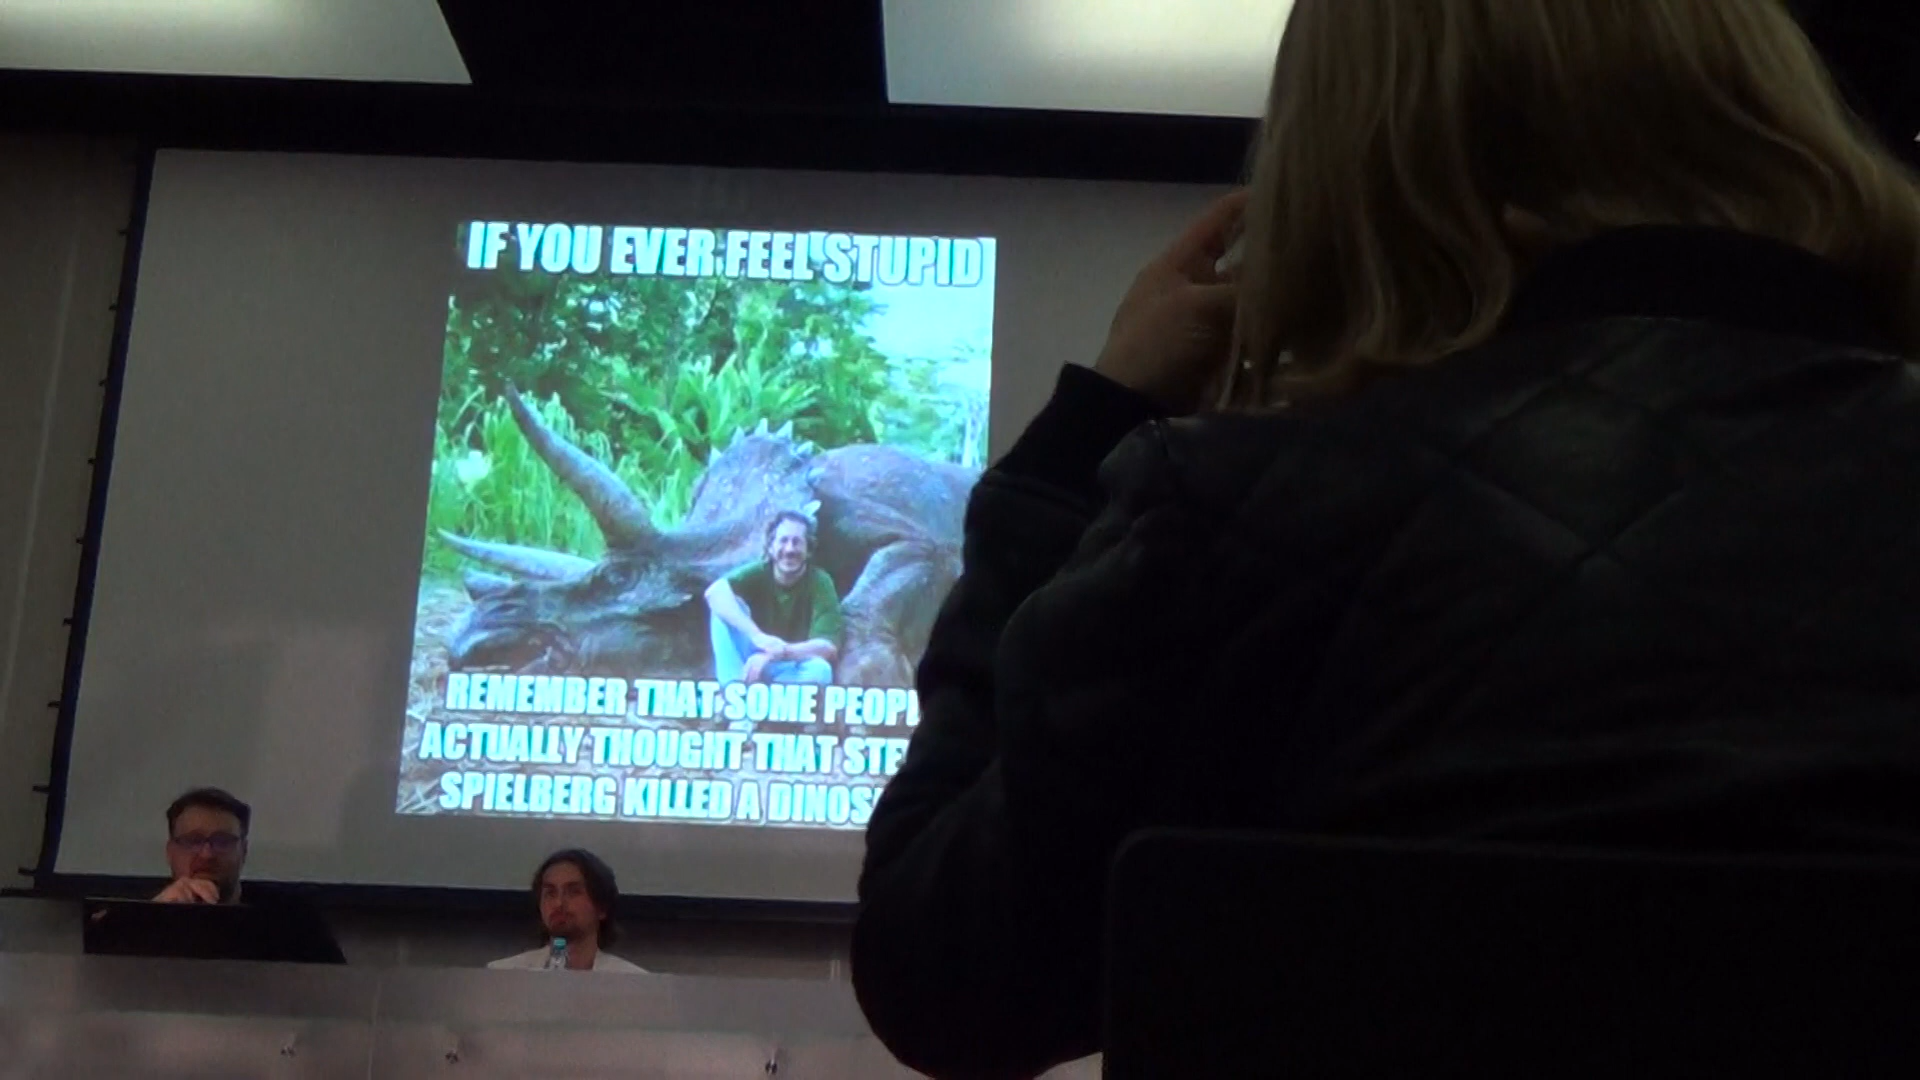 IF YOU EVER FEEL STUPID
REMEMBER THAT SOME
ACTUALLY THOUGHT THAT
SPIELBERG KILLED A